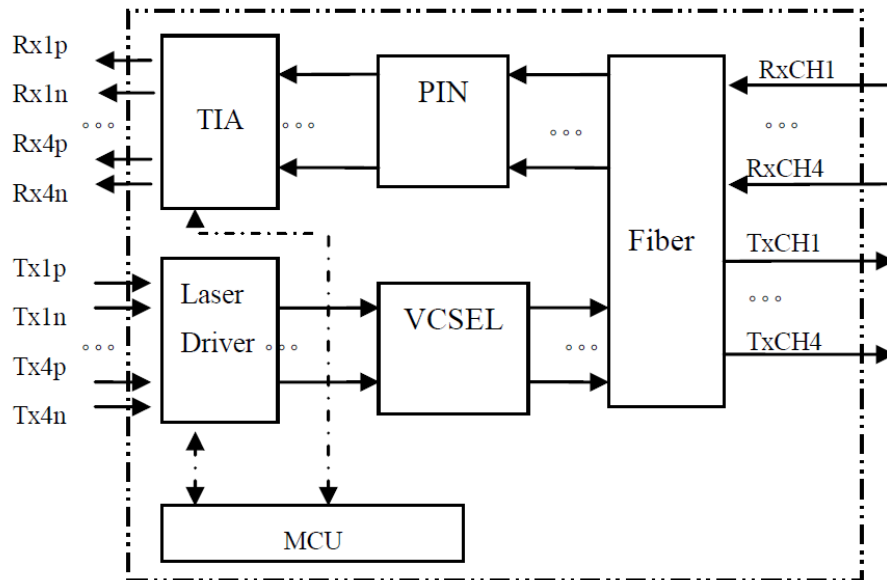 Rx1p
Rx1n
Rx4p
Rx4n
TIA
PIN
RxCH1
RxCH4
Fiber
TxCH1
TxCH4
Tx1p
Tx1n
Tx4p
Tx4n
Laser
Driver
VCSEL
MCU